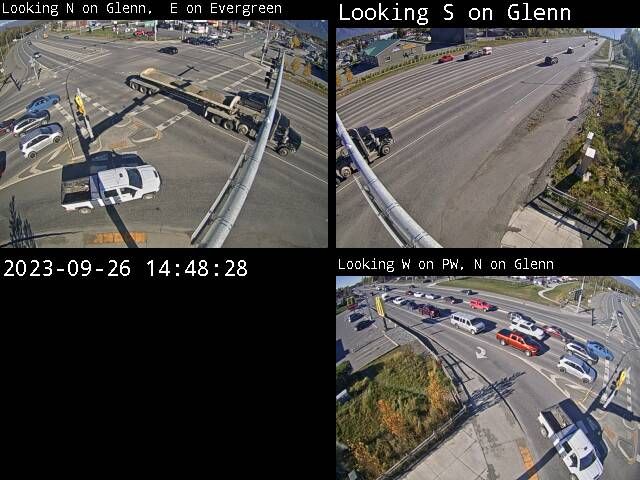 Looking N on Glenn,  E on Evergreen
Looking S on Glenn
2023-09-26 14:48:28
Looking W on PW, N on Glenn